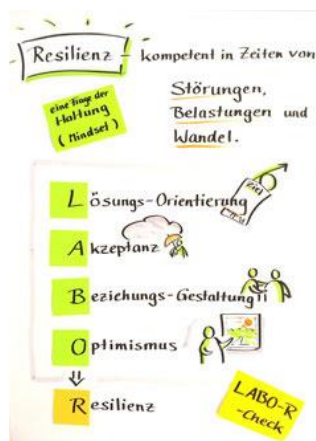 Resilienz - kompetent in Zeiten von
Störungen,
Belastungen und
Wandel.
eine Frage der
Haltung
(Mindset)
Lösungs-Orientierung
Ziel
Akzeptanz
Beziehungs-Gestaltung
Optimismus
Resilienz
LABO-R
-Check